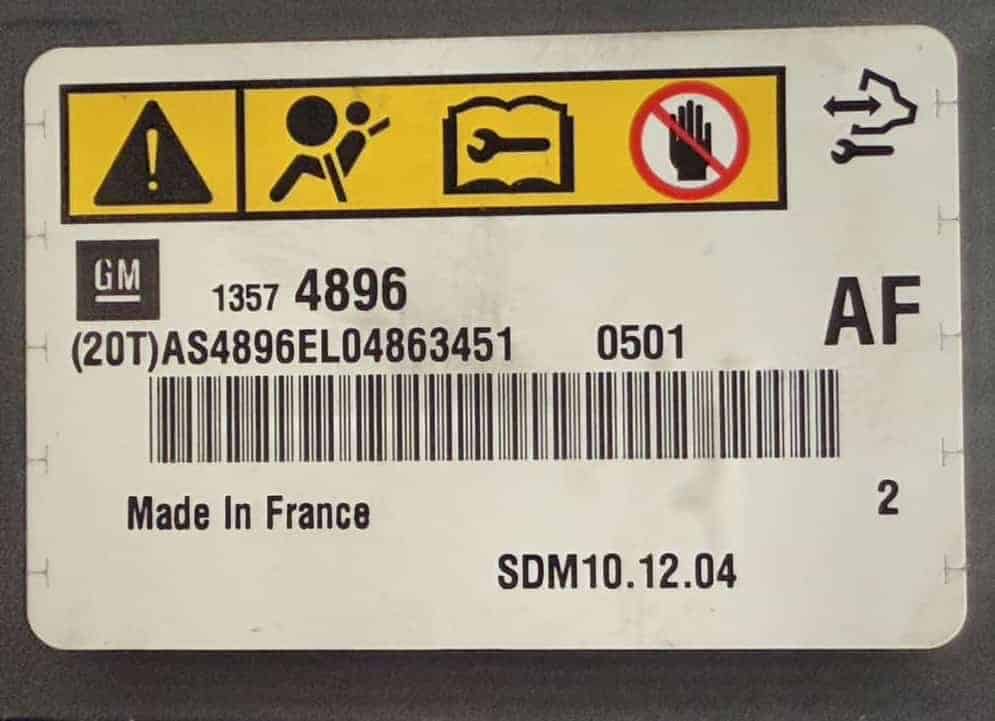 GM
1357 4896
AF
(20T)AS4896EL04863451 0501
Made In France
2
SDM10.12.04